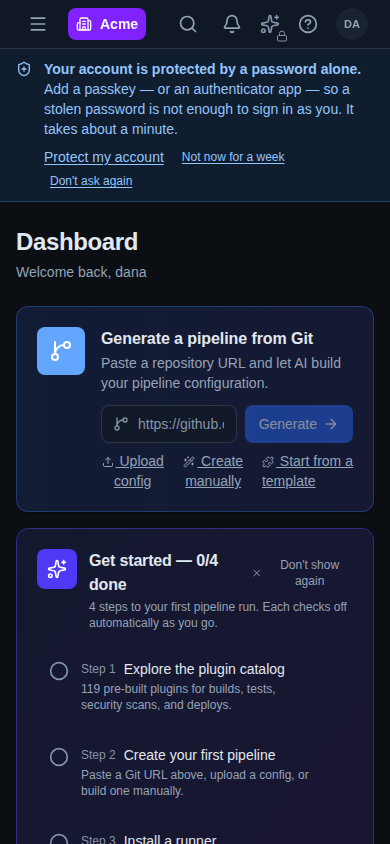 Acme
DA
Your account is protected by a password alone.
Add a passkey — or an authenticator app — so a
stolen password is not enough to sign in as you. It
takes about a minute.
Protect my account
Not now for a week
Don't ask again
Dashboard
Welcome back, dana
Generate a pipeline from Git
Paste a repository URL and let AI build
your pipeline configuration.
https://github.
Generate
Upload config
Create manually
Start from a template
Get started — 0/4
done
Don't show
again
4 steps to your first pipeline run. Each checks off
automatically as you go.
Step 1 Explore the plugin catalog
119 pre-built plugins for builds, tests,
security scans, and deploys.
Step 2 Create your first pipeline
Paste a Git URL above, upload a config, or
build one manually.
Step 3 Install a runner